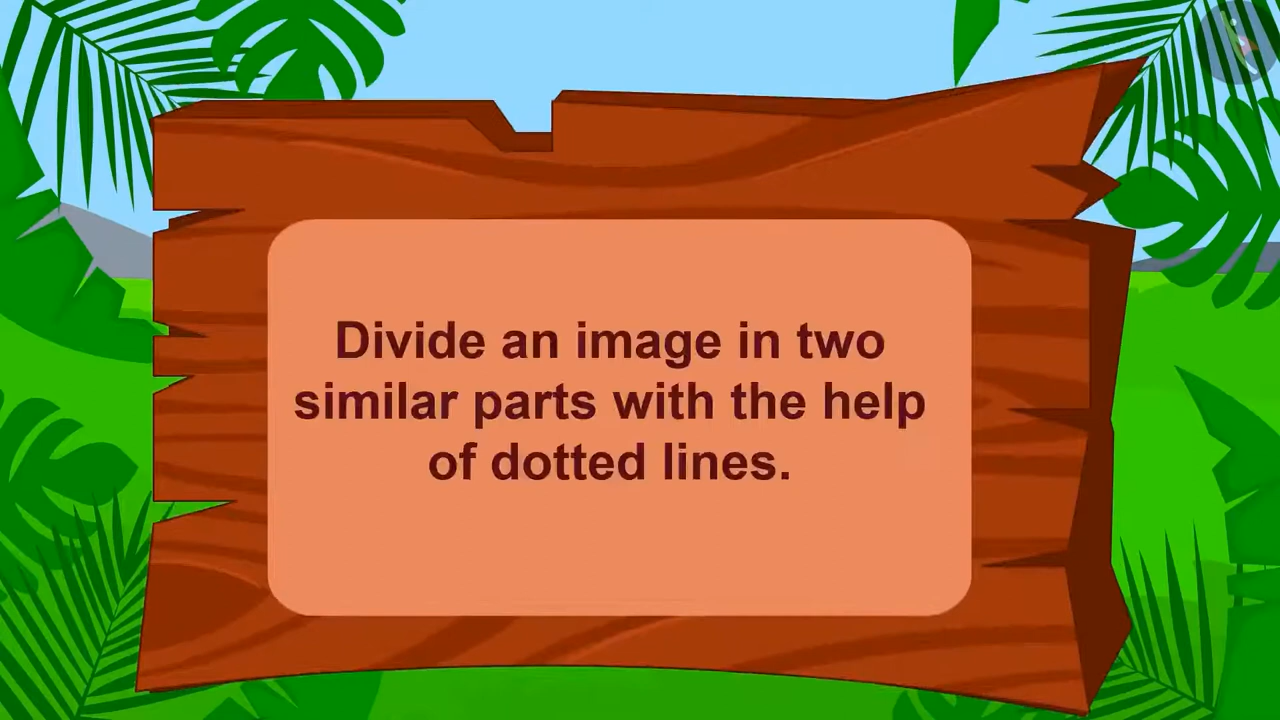 Divide an image in two
similar parts with the help
of dotted lines.